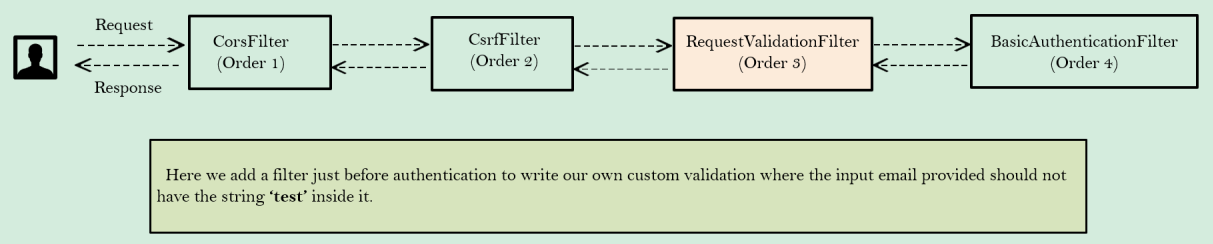 Request
Response
CorsFilter
(Order 1)
CsrfFilter
(Order 2)
RequestValidationFilter
(Order 3)
BasicAuthenticationFilter
(Order 4)
Here we add a filter just before authentication to write our own custom validation where the input email provided should not
have the string ‘test’ inside it.